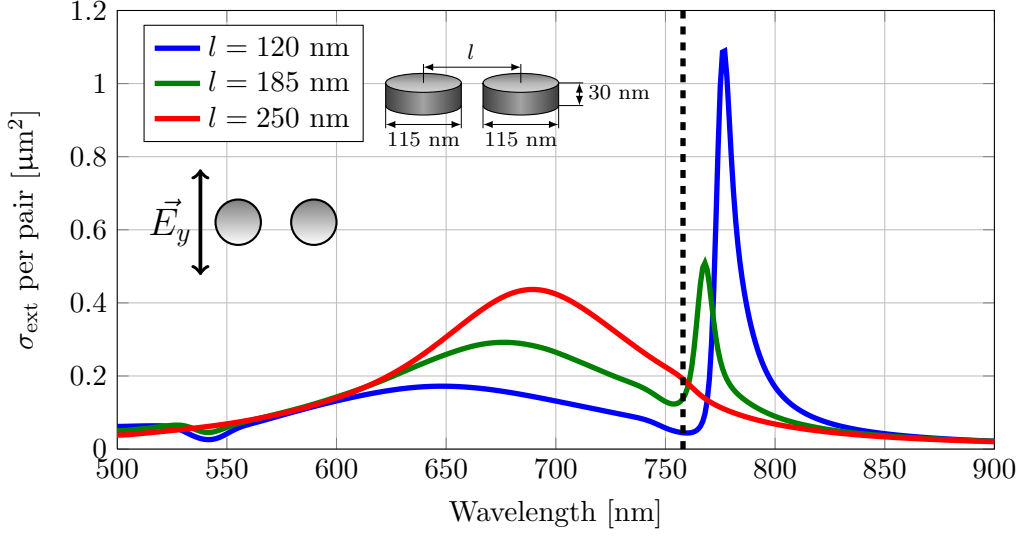 1.2
1
0.8
0.6
0.4
0.2
0
σext per pair [µm²]
l = 120 nm
l = 185 nm
l = 250 nm
l
30 nm
115 nm 115 nm
E⃗y
500 550 600 650 700 750 800 850 900
Wavelength [nm]